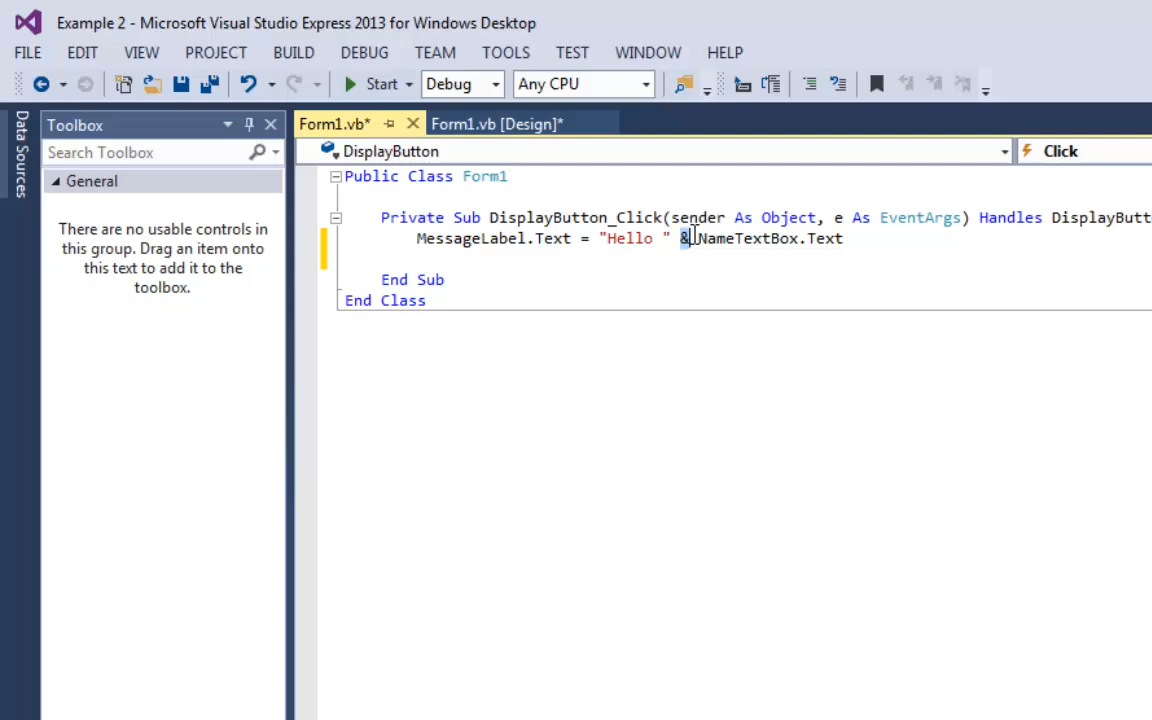 Example 2 - Microsoft Visual Studio Express 2013 for Windows Desktop
FILE EDIT VIEW PROJECT BUILD DEBUG TEAM TOOLS TEST WINDOW HELP
Start Debug Any CPU
Data Sources
Toolbox
Search Toolbox
General
There are no usable controls in
this group. Drag an item onto
this text to add it to the
toolbox.
Form1.vb* Form1.vb [Design]*
DisplayButton Click
Public Class Form1
Private Sub DisplayButton_Click(sender As Object, e As EventArgs) Handles DisplayButt
MessageLabel.Text = "Hello " & NameTextBox.Text
End Sub
End Class